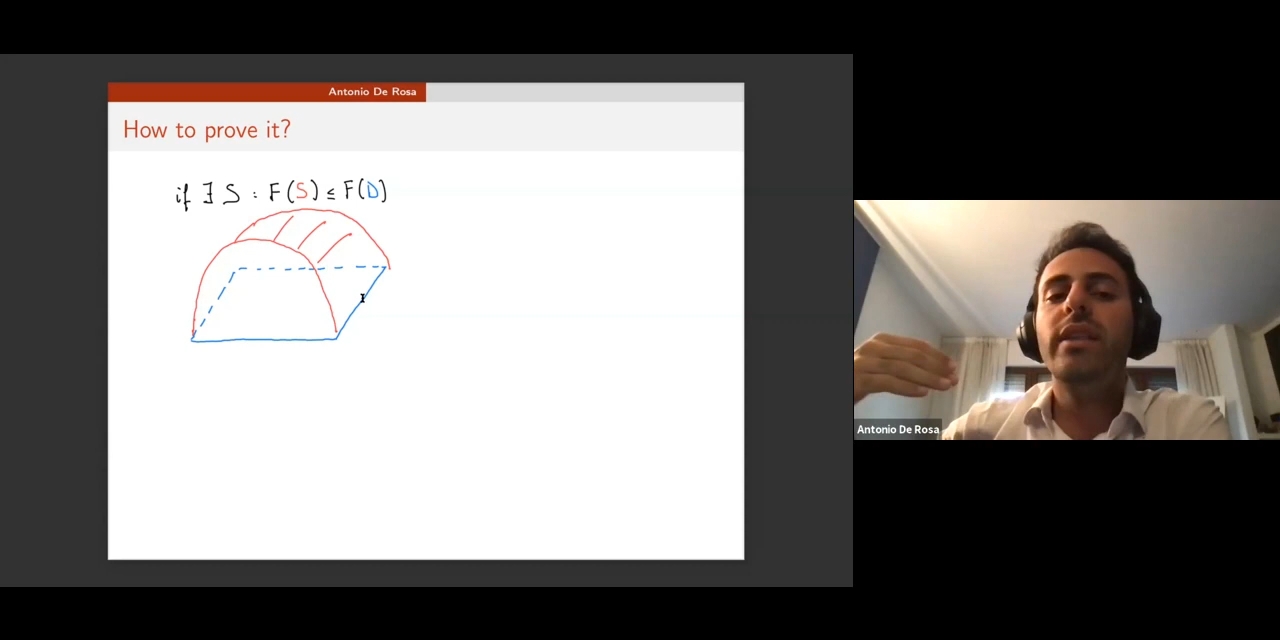 Antonio De Rosa
How to prove it?
if ∃ S : F(S) ≤ F(D)
Antonio De Rosa